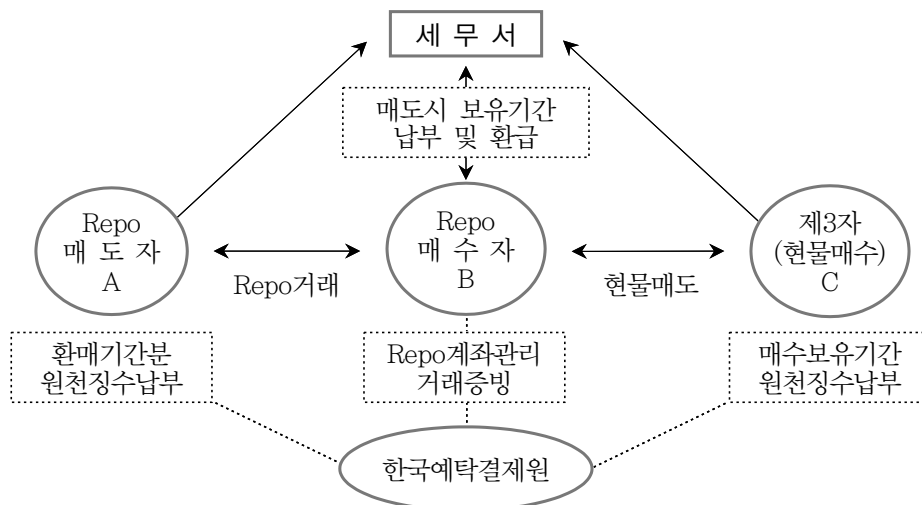 세 무 서
매도시 보유기간
납부 및 환급
Repo
매 도 자
A
Repo거래
Repo
매 수 자
B
현물매도
제3자
(현물매수)
C
환매기간분
원천징수납부
Repo계좌관리
거래증빙
매수보유기간
원천징수납부
한국예탁결제원